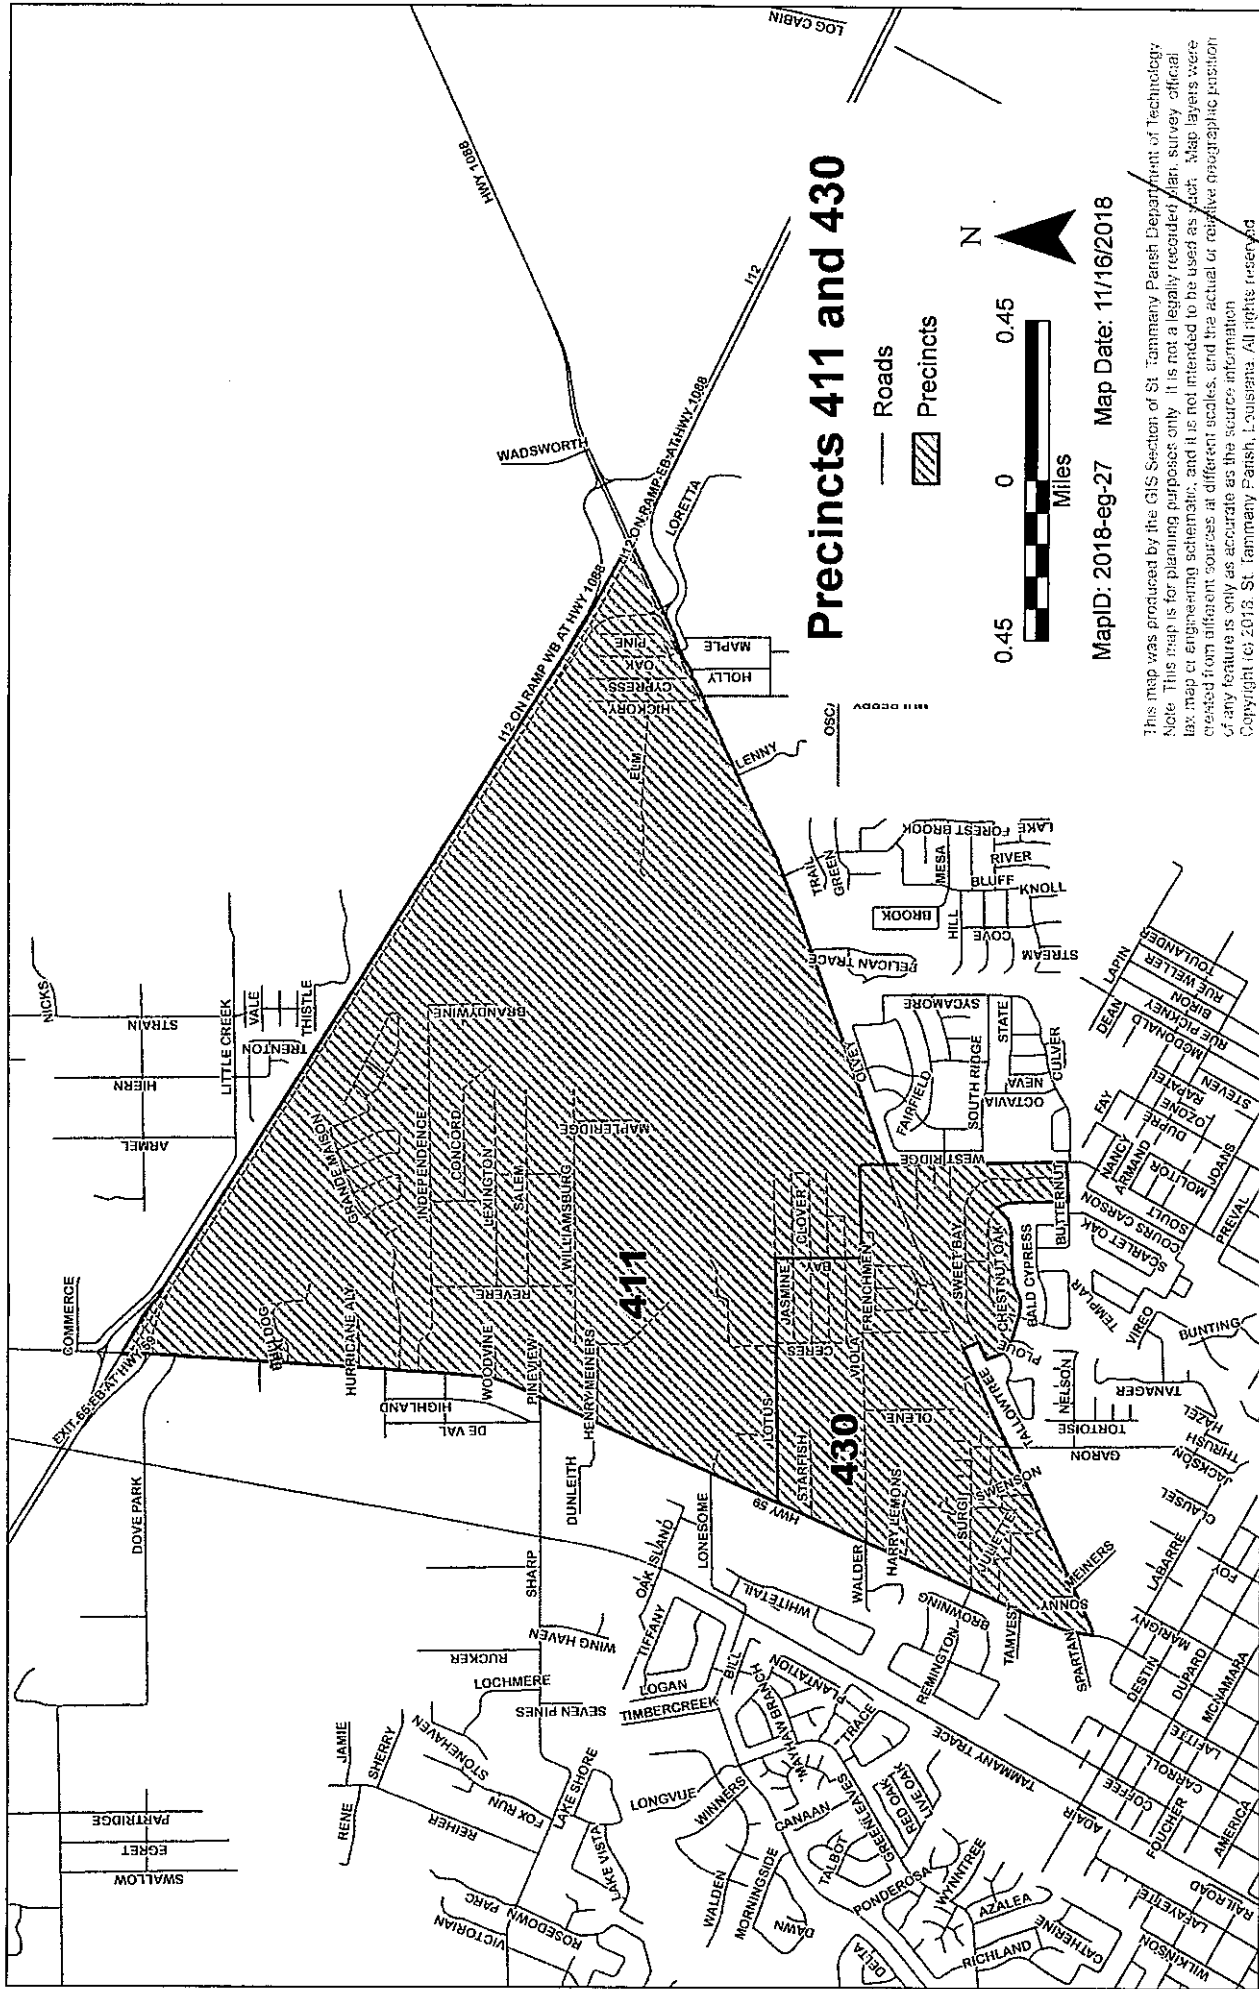 Precincts 411 and 430
Roads
Precincts
N
0.45
0
0.45
Miles
MapID: 2018-eg-27
Map Date: 11/16/2018
This map was produced by the GIS Section of St. Tammany Parish Department of Technology
Note: This map is for planning purposes only. It is not a legally recorded plan, survey, official
tax map or engineering schematic, and it is not intended to be used as such. Map layers were
created from different sources at different scales, and the actual or relative geographic position
of any feature is only as accurate as the source information
Copyright (c) 2018. St. Tammany Parish, Louisiana. All rights reserved
411
430
LOG CABIN
HWY 1088
I12
WADSWORTH
I12 ON RAMP EB AT HWY 1088
I12 ON RAMP WB AT HWY 1088
LORETTA
PINE
OAK
CYPRESS
HICKORY
ELM
MAPLE
HOLLY
LENNY
TRAIL
GREEN
FOREST BROOK
LAKE
MESA
RIVER
BLUFF
KNOLL
BROOK
HILL
COVE
STREAM
PELICAN TRACE
NICKS
STRAIN
HIERN
ARMEL
LITTLE CREEK
VALE
THISTLE
TRENTON
COMMERCE
DOVE PARK
BRANDYWINE
GRANDE MAISON
INDEPENDENCE
CONCORD
LEXINGTON
SALEM
WILLIAMSBURG
MAPLERIDGE
REVERE
HURRICANE ALY
WOODVINE
PINEVIEW
HENRY MEINERS
HIGHLAND
DE VAL
DUNLEITH
LONESOME
OAK ISLAND
SHARP
TIFFANY
WING HAVEN
RUCKER
LOCHMERE
SEVEN PINES
LOGAN
TIMBERCREEK
BILL
WHITETAIL
HWY 59
LOTUS
STARFISH
JASMINE
CLOVER
BAY
CERES
VIOLA
FRENCHMEN
OLENE
WALDER
HARRY LEMONS
SURGI
SWENSON
JULIETTE
SONNY
MEINERS
SPARTAN
TAMVEST
BROWNING
REMINGTON
SWEET BAY
CHESTNUT OAK
BALD CYPRESS
BUTTERNUT
TALLOWTREE
PLOUE
NELSON
TORTOISE
GARON
TANAGER
HAZEL
THRUSH
JACKSON
CLAUSEL
LABARRE
FOY
MARIGNY
DESTIN
DUPARD
MCNAMARA
LAFITTE
CARROLL
COFFEE
FOUCHER
AMERICA
ADAIR
RAILROAD
LAFAYETTE
WILKINSON
OLVEY
SYCAMORE
FAIRFIELD
SOUTH RIDGE
STATE
NEVA
OCTAVIA
CULVER
WESTRIDGE
LAPIN
DEAN
TOULANDER
RUE WELLER
BIRON
RUE PICKNEY
MCDONALD
STEVEN
RAPATEL
OZONE
DUPRE
FAY
NANCY
ARMAND
MOLITOR
JOANS
SOULT
PREVAL
COURS CARSON
SCARLET OAK
TEMPLAR
VIREO
BUNTING
TAMMANY TRACE
PLANTATION
MAYHAW BRANCH
TRACE
GREENLEAVES
RED OAK
LIVE OAK
CANAAN
TALBOT
WINNERS
LONGVUE
WALDEN
MORNINGSIDE
DAWN
PONDEROSA
WYNNTREE
AZALEA
DELTA
RICHLAND
CATHERINE
JAMIE
RENE
SHERRY
STONEHAVEN
FOX RUN
REIHER
LAKE SHORE
LAKE VISTA
ROSEDOWN PARC
VICTORIAN
PARTRIDGE
EGRET
SWALLOW